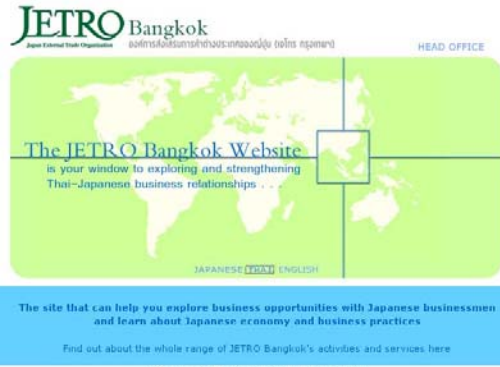 JETRO Bangkok
Japan External Trade Organization
องค์การส่งเสริมการค้าต่างประเทศของญี่ปุ่น (เจโทร กรุงเทพฯ)
HEAD OFFICE
The JETRO Bangkok Website
is your window to exploring and strengthening
Thai-Japanese business relationships . . .
JAPANESE THAI ENGLISH
The site that can help you explore business opportunities with Japanese businessmen
and learn about Japanese economy and business practices
Find out about the whole range of JETRO Bangkok's activities and services here